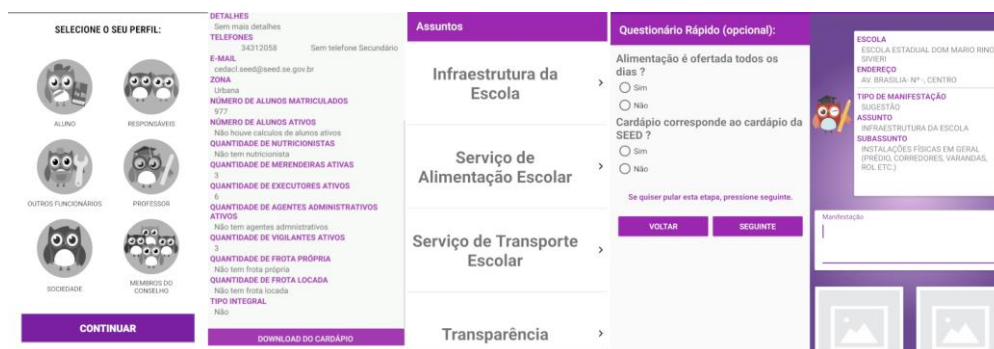 SELECIONE O SEU PERFIL:
ALUNO
RESPONSÁVEIS
OUTROS FUNCIONÁRIOS
PROFESSOR
SOCIEDADE
MEMBROS DO
CONSELHO
CONTINUAR
DETALHES
Sem mais detalhes
TELEFONES
34312058 Sem telefone Secundário
E-MAIL
cedacl.seed@seed.se.gov.br
ZONA
Urbana
NÚMERO DE ALUNOS MATRICULADOS
977
NÚMERO DE ALUNOS ATIVOS
Não houve calculos de alunos ativos
QUANTIDADE DE NUTRICIONISTAS
Não tem nutricionista
QUANTIDADE DE MERENDEIRAS ATIVAS
3
QUANTIDADE DE EXECUTORES ATIVOS
6
QUANTIDADE DE AGENTES ADMINISTRATIVOS
ATIVOS
Não tem agentes admnistrativos
QUANTIDADE DE VIGILANTES ATIVOS
3
QUANTIDADE DE FROTA PRÓPRIA
Não tem frota própria
QUANTIDADE DE FROTA LOCADA
Não tem frota locada
TIPO INTEGRAL
Não
DOWNLOAD DO CARDÁPIO
Assuntos
Infraestrutura da
Escola
Serviço de
Alimentação Escolar
Serviço de Transporte
Escolar
Transparência
Questionário Rápido (opcional):
Alimentação é ofertada todos os
dias ?
Sim
Não
Cardápio corresponde ao cardápio da
SEED ?
Sim
Não
Se quiser pular esta etapa, pressione seguinte.
VOLTAR
SEGUINTE
ESCOLA
ESCOLA ESTADUAL DOM MARIO RINO
SIVIERI
ENDEREÇO
AV. BRASILIA- Nº -, CENTRO
TIPO DE MANIFESTAÇÃO
SUGESTÃO
ASSUNTO
INFRAESTRUTURA DA ESCOLA
SUBASSUNTO
INSTALAÇÕES FÍSICAS EM GERAL
(PRÉDIO, CORREDORES, VARANDAS,
ROL ETC.)
Manifestação